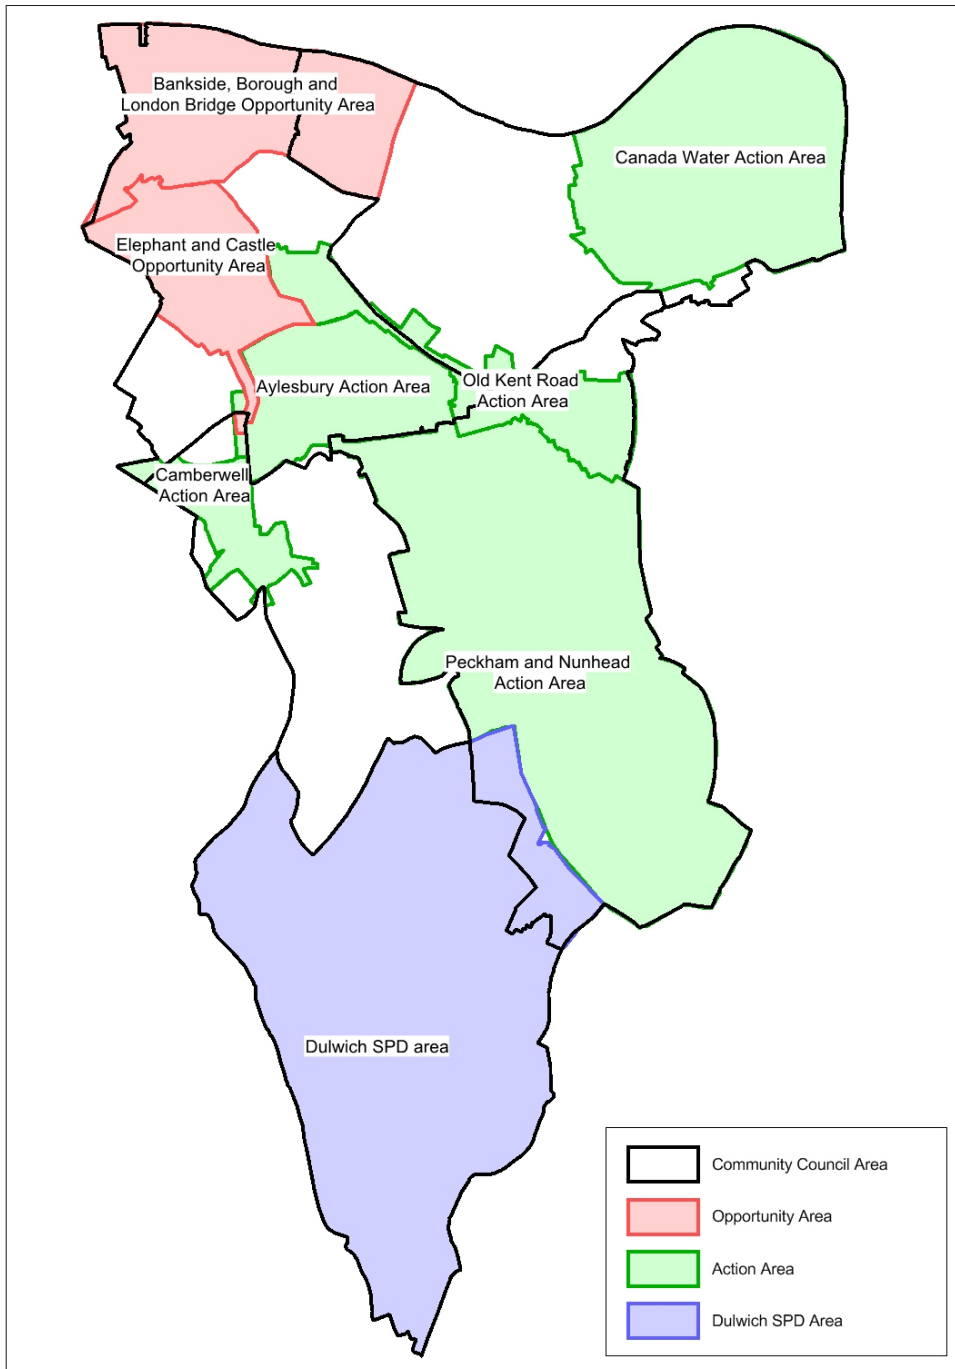 Bankside, Borough and
London Bridge Opportunity Area
Canada Water Action Area
Elephant and Castle
Opportunity Area
Aylesbury Action Area
Old Kent Road
Action Area
Camberwell
Action Area
Peckham and Nunhead
Action Area
Dulwich SPD area
Community Council Area
Opportunity Area
Action Area
Dulwich SPD Area